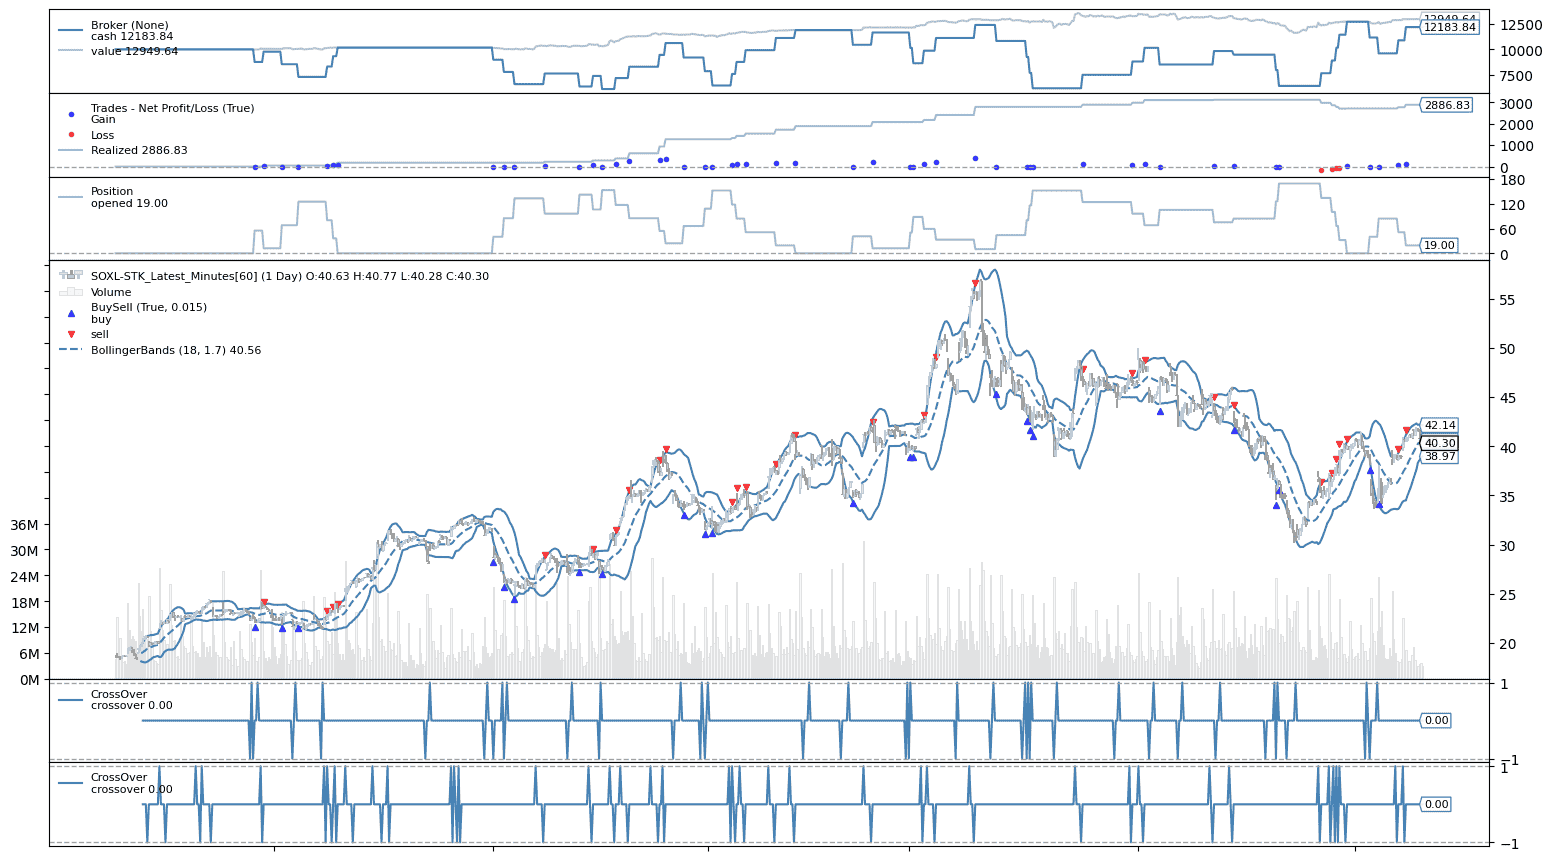 Broker (None)
cash 12183.84
value 12949.64
12949.64
12183.84
12500
10000
7500
Trades - Net Profit/Loss (True)
Gain
Loss
Realized 2886.83
2886.83
3000
2000
1000
0
Position
opened 19.00
19.00
180
120
60
0
SOXL-STK_Latest_Minutes[60] (1 Day) O:40.63 H:40.77 L:40.28 C:40.30
Volume
BuySell (True, 0.015)
buy
sell
BollingerBands (18, 1.7) 40.56
55
50
45
42.14
40.30
38.97
40
35
30
25
20
36M
30M
24M
18M
12M
6M
0M
CrossOver
crossover 0.00
0.00
1
−1
CrossOver
crossover 0.00
0.00
1
−1